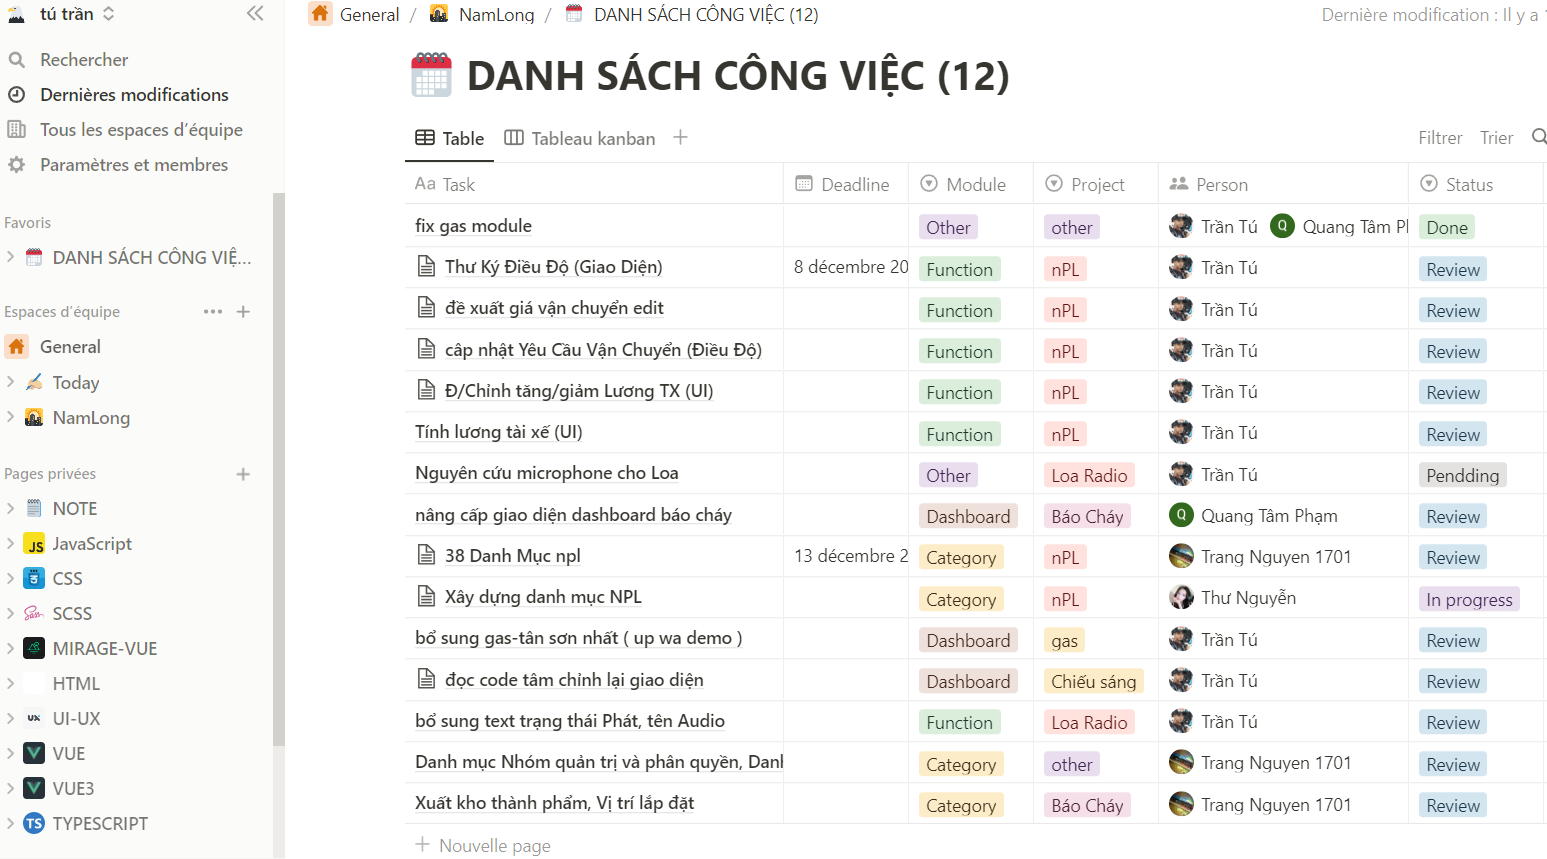 tú trần
Rechercher
Dernières modifications
Tous les espaces d’équipe
Paramètres et membres
Favoris
DANH SÁCH CÔNG VIỆ...
Espaces d’équipe
General
Today
NamLong
Pages privées
NOTE
JavaScript
CSS
SCSS
MIRAGE-VUE
HTML
UI-UX
VUE
VUE3
TYPESCRIPT
General / NamLong / DANH SÁCH CÔNG VIỆC (12)
Dernière modification : Il y a
DANH SÁCH CÔNG VIỆC (12)
Table Tableau kanban
Filtrer Trier
Aa Task Deadline Module Project Person Status
fix gas module Other other Trần Tú Q Quang Tâm Done
Thư Ký Điều Độ (Giao Diện) 8 décembre 20 Function nPL Trần Tú Review
đề xuất giá vận chuyển edit Function nPL Trần Tú Review
câp nhật Yêu Cầu Vận Chuyển (Điều Độ) Function nPL Trần Tú Review
Đ/Chỉnh tăng/giảm Lương TX (UI) Function nPL Trần Tú Review
Tính lương tài xế (UI) Function nPL Trần Tú Review
Nguyên cứu microphone cho Loa Other Loa Radio Trần Tú Pendding
nâng cấp giao diện dashboard báo cháy Dashboard Báo Cháy Q Quang Tâm Phạm Review
38 Danh Mục npl 13 décembre 2 Category nPL Trang Nguyen 1701 Review
Xây dựng danh mục NPL Category nPL Thư Nguyễn In progress
bổ sung gas-tân sơn nhất ( up wa demo ) Dashboard gas Trần Tú Review
đọc code tâm chỉnh lại giao diện Dashboard Chiếu sáng Trần Tú Review
bổ sung text trạng thái Phát, tên Audio Function Loa Radio Trần Tú Review
Danh mục Nhóm quản trị và phân quyền, Danh Category other Trang Nguyen 1701 Review
Xuất kho thành phẩm, Vị trí lắp đặt Category Báo Cháy Trang Nguyen 1701 Review
Nouvelle page